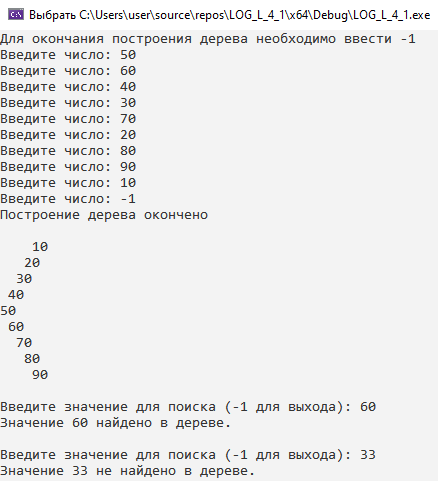 Выбрать C:\Users\user\source\repos\LOG_L_4_1\x64\Debug\LOG_L_4_1.exe
Для окончания построения дерева необходимо ввести -1
Введите число: 50
Введите число: 60
Введите число: 40
Введите число: 30
Введите число: 70
Введите число: 20
Введите число: 80
Введите число: 90
Введите число: 10
Введите число: -1
Построение дерева окончено
10
20
30
40
50
60
70
80
90
Введите значение для поиска (-1 для выхода): 60
Значение 60 найдено в дереве.
Введите значение для поиска (-1 для выхода): 33
Значение 33 не найдено в дереве.